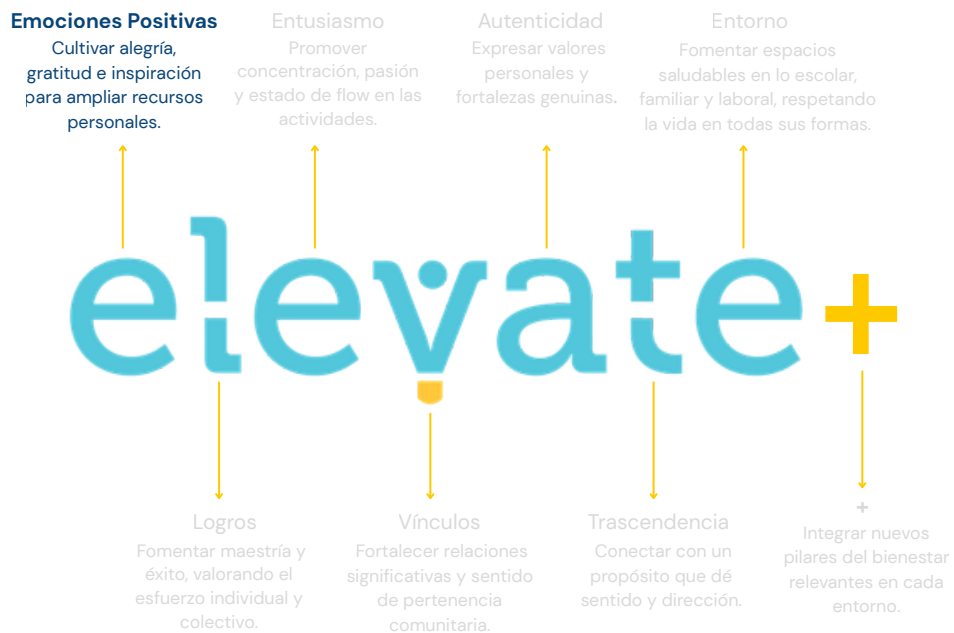 Emociones Positivas
Cultivar alegría,
gratitud e inspiración
para ampliar recursos
personales.
Entusiasmo
Promover
concentración, pasión
y estado de flow en las
actividades.
Autenticidad
Expresar valores
personales y
fortalezas genuinas.
Entorno
Fomentar espacios
saludables en lo escolar,
familiar y laboral, respetando
la vida en todas sus formas.
elevate+
Logros
Fomentar maestría y
éxito, valorando el
esfuerzo individual y
colectivo.
Vínculos
Fortalecer relaciones
significativas y sentido
de pertenencia
comunitaria.
Trascendencia
Conectar con un
propósito que dé
sentido y dirección.
+
Integrar nuevos
pilares del bienestar
relevantes en cada
entorno.